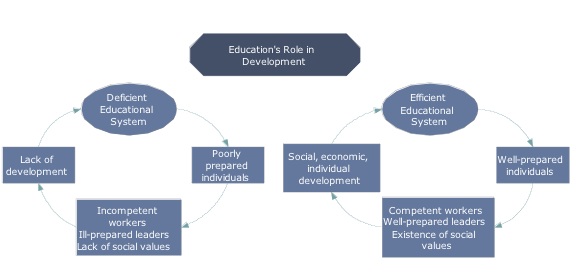 Education's Role in
Development
Deficient
Educational
System
Poorly
prepared
individuals
Incompetent
workers
Ill-prepared leaders
Lack of social values
Lack of
development
Efficient
Educational
System
Well-prepared
individuals
Competent workers
Well-prepared leaders
Existence of social
values
Social, economic,
individual
development